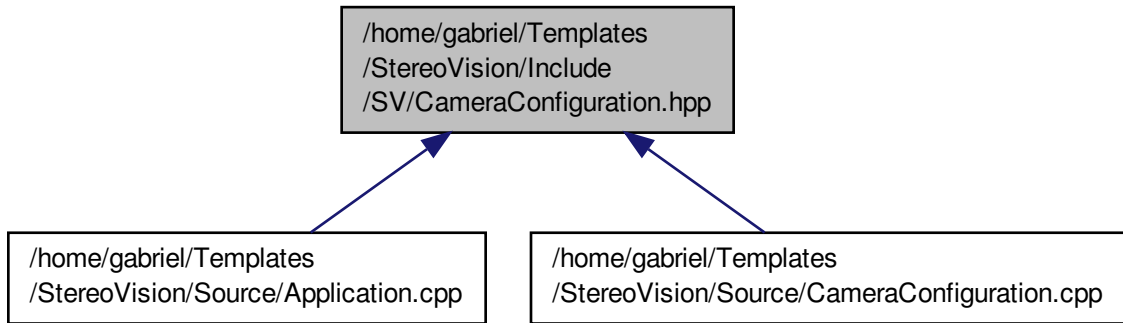 /home/gabriel/Templates
/StereoVision/Include
/SV/CameraConfiguration.hpp
/home/gabriel/Templates
/StereoVision/Source/Application.cpp
/home/gabriel/Templates
/StereoVision/Source/CameraConfiguration.cpp